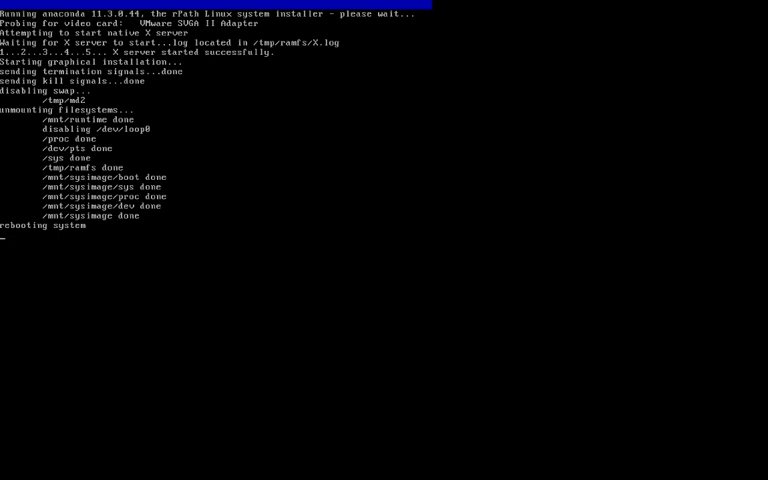 Running anaconda 11.3.0.44, the rPath Linux system installer - please wait...
Probing for video card:   VMware SVGA II Adapter
Attempting to start native X server
Waiting for X server to start...log located in /tmp/ramfs/X.log
1...2...3...4...5... X server started successfully.
Starting graphical installation...
sending termination signals...done
sending kill signals...done
disabling swap...
/tmp/md2
unmounting filesystems...
/mnt/runtime done
disabling /dev/loop0
/proc done
/dev/pts done
/sys done
/tmp/ramfs done
/mnt/sysimage/boot done
/mnt/sysimage/sys done
/mnt/sysimage/proc done
/mnt/sysimage/dev done
/mnt/sysimage done
rebooting system